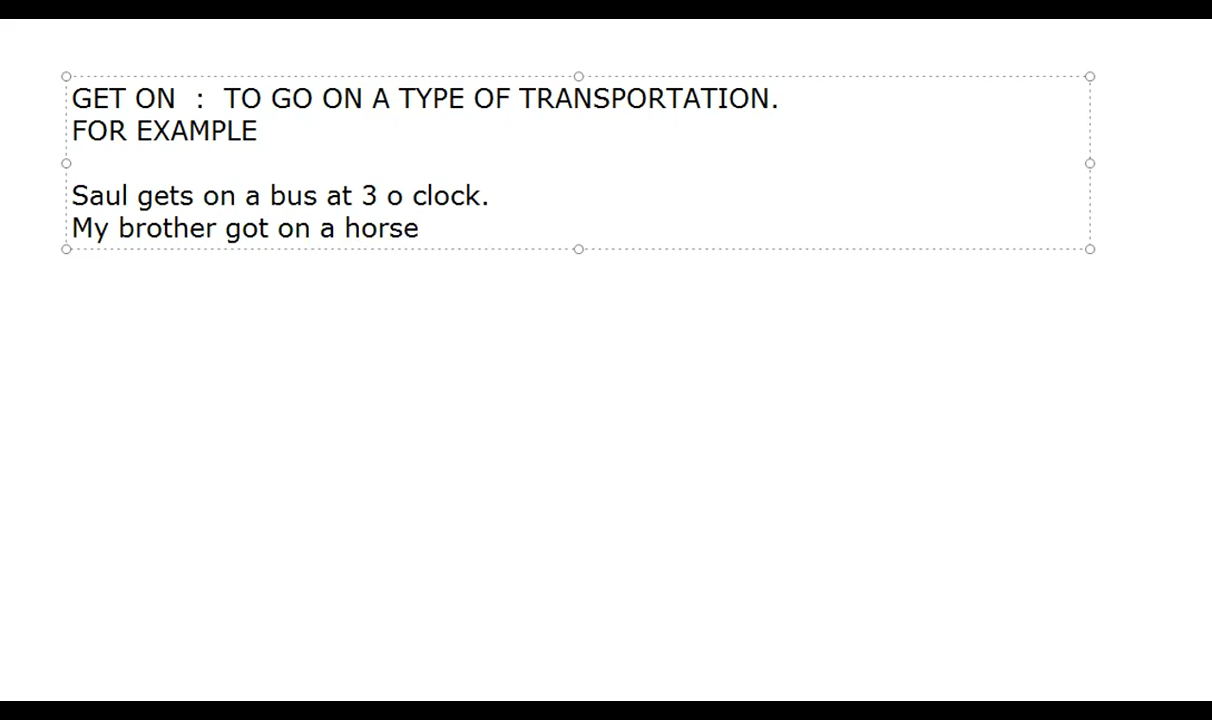 GET ON  :  TO GO ON A TYPE OF TRANSPORTATION.
FOR EXAMPLE
Saul gets on a bus at 3 o clock.
My brother got on a horse